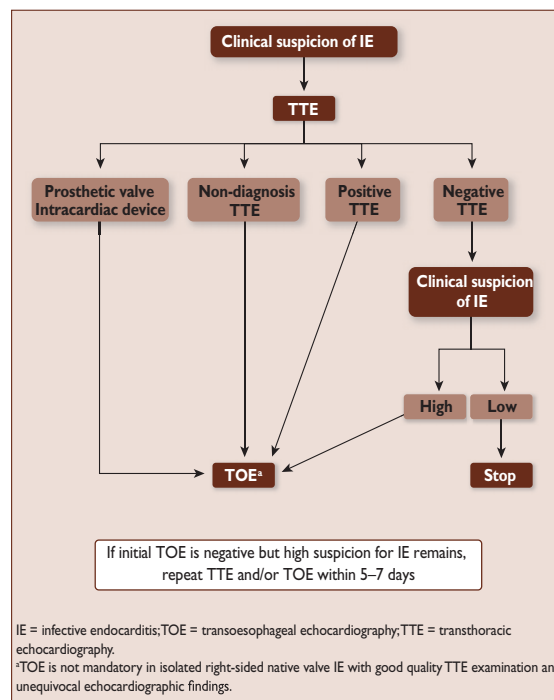 Clinical suspicion of IE
TTE
Prosthetic valve
Intracardiac device
Non-diagnosis
TTE
Positive
TTE
Negative
TTE
Clinical suspicion
of IE
High
Low
TOEª
Stop
If initial TOE is negative but high suspicion for IE remains,
repeat TTE and/or TOE within 5–7 days
IE = infective endocarditis; TOE = transoesophageal echocardiography; TTE = transthoracic
echocardiography.
ªTOE is not mandatory in isolated right-sided native valve IE with good quality TTE examination an
unequivocal echocardiographic findings.